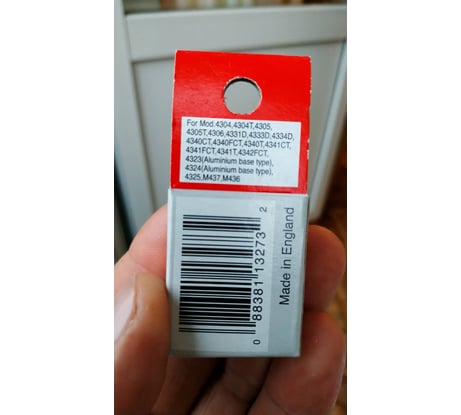 For Mod.4304,4304T,4305,
4305T,4306,4331D,4333D,4334D,
4340CT,4340FCT,4340T,4341CT,
4341FCT,4341T,4342FCT,
4323(Aluminium base type),
4324(Aluminium base type),
4325,M437,M436
0 88381 13273 2
Made in England